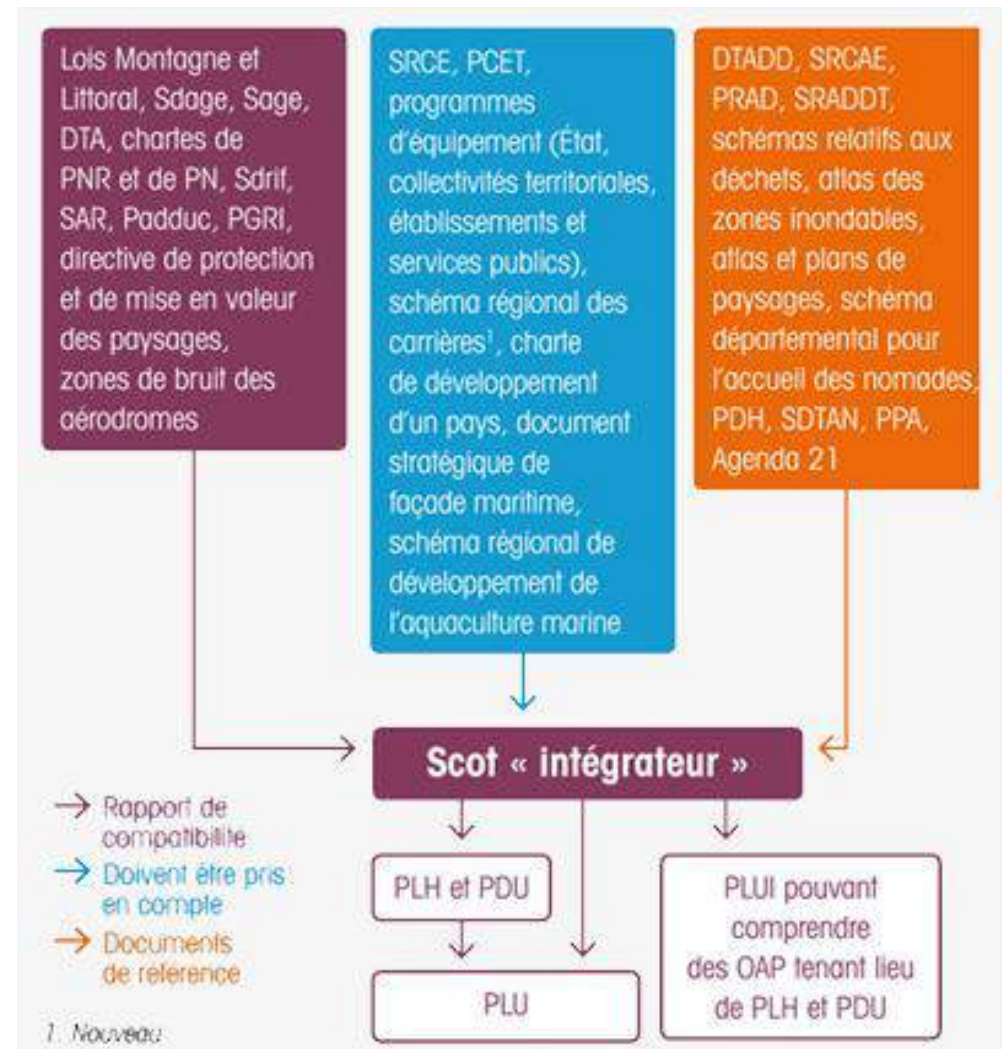 Lois Montagne et
Littoral, Sdage, Sage,
DTA, chartes de
PNR et de PN, Sdrif,
SAR, Padduc, PGRI,
directive de protection
et de mise en valeur
des paysages,
zones de bruit des
aérodromes
SRCE, PCET,
programmes
d'équipement (État,
collectivités territoriales,
établissements et
services publics),
schéma régional des
carrières¹, charte
de développement
d'un pays, document
stratégique de
façade maritime,
schéma régional de
développement de
l'aquaculture marine
DTADD, SRCAE,
PRAD, SRADDT,
schémas relatifs aux
déchets, atlas des
zones inondables,
atlas et plans de
paysages, schéma
départemental pour
l'accueil des nomades,
PDH, SDTAN, PPA,
Agenda 21
Scot « intégrateur »
Rapport de
compatibilité
Doivent être pris
en compte
Documents
de référence
PLH et PDU
PLU
PLUI pouvant
comprendre
des OAP tenant lieu
de PLH et PDU
1. Nouveau